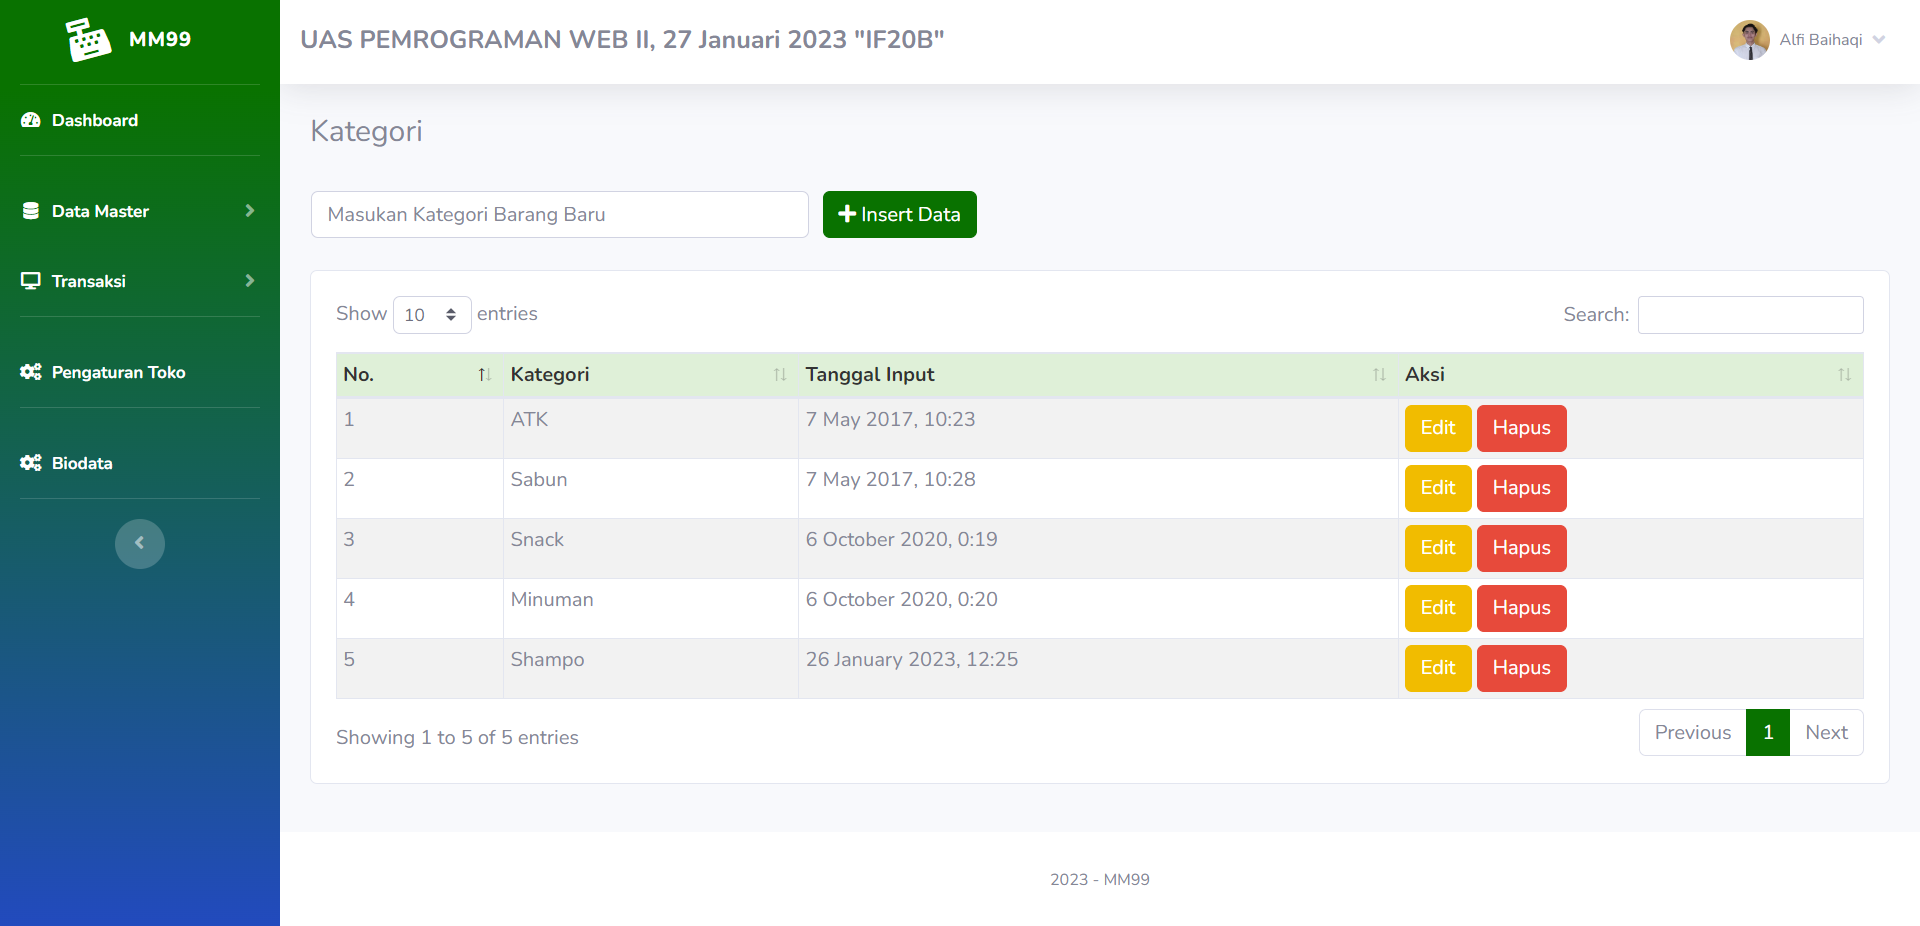 MM99
UAS PEMROGRAMAN WEB II, 27 Januari 2023 "IF20B"
Alfi Baihaqi
Dashboard
Data Master
Transaksi
Pengaturan Toko
Biodata
Kategori
Masukan Kategori Barang Baru
Insert Data
Show 10 entries
Search:
No. Kategori Tanggal Input Aksi
1 ATK 7 May 2017, 10:23 Edit Hapus
2 Sabun 7 May 2017, 10:28 Edit Hapus
3 Snack 6 October 2020, 0:19 Edit Hapus
4 Minuman 6 October 2020, 0:20 Edit Hapus
5 Shampo 26 January 2023, 12:25 Edit Hapus
Showing 1 to 5 of 5 entries
Previous 1 Next
2023 - MM99